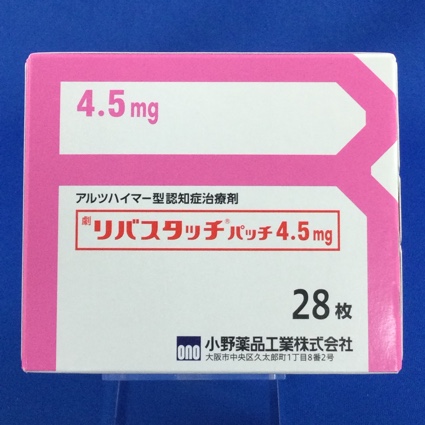 4.5mg
アルツハイマー型認知症治療剤
劇 リバスタッチ®パッチ4.5mg
28枚
ono 小野薬品工業株式会社
大阪市中央区久太郎町1丁目8番2号